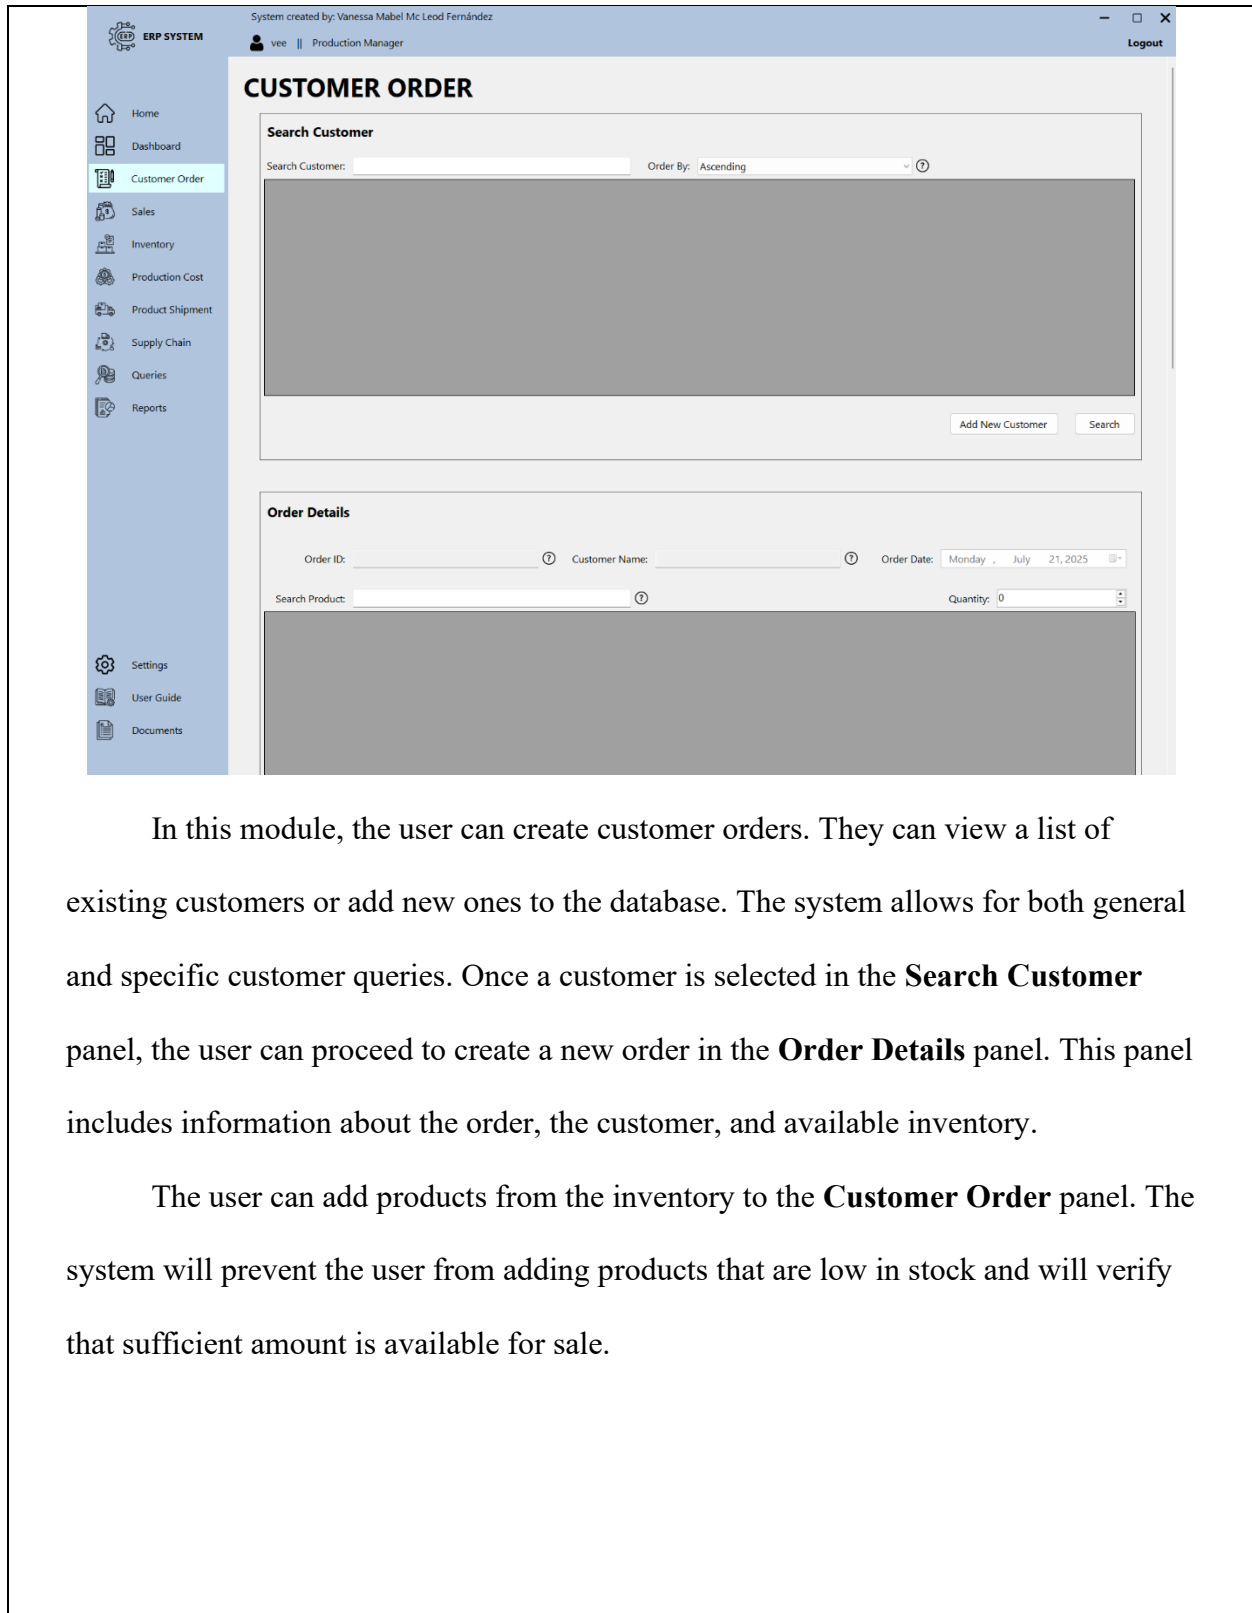 System created by: Vanessa Mabel Mc Leod Fernández
ERP
ERP SYSTEM
vee || Production Manager
Logout
CUSTOMER ORDER
Home
Dashboard
Customer Order
Sales
Inventory
Production Cost
Product Shipment
Supply Chain
Queries
Reports
Settings
User Guide
Documents
Search Customer
Search Customer: Order By: Ascending ?
Add New Customer Search
Order Details
Order ID: ? Customer Name: ? Order Date: Monday , July 21, 2025
Search Product: ? Quantity: 0
In this module, the user can create customer orders. They can view a list of
existing customers or add new ones to the database. The system allows for both general
and specific customer queries. Once a customer is selected in the Search Customer
panel, the user can proceed to create a new order in the Order Details panel. This panel
includes information about the order, the customer, and available inventory.
The user can add products from the inventory to the Customer Order panel. The
system will prevent the user from adding products that are low in stock and will verify
that sufficient amount is available for sale.